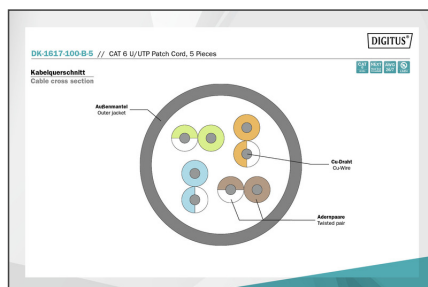 DIGITUS®
DK-1617-100-B-5 // CAT 6 U/UTP Patch Cord, 5 Pieces
Kabelquerschnitt
Cable cross section
Außenmantel
Outer jacket
Cu-Draht
Cu-Wire
Adernpaare
Twisted pair